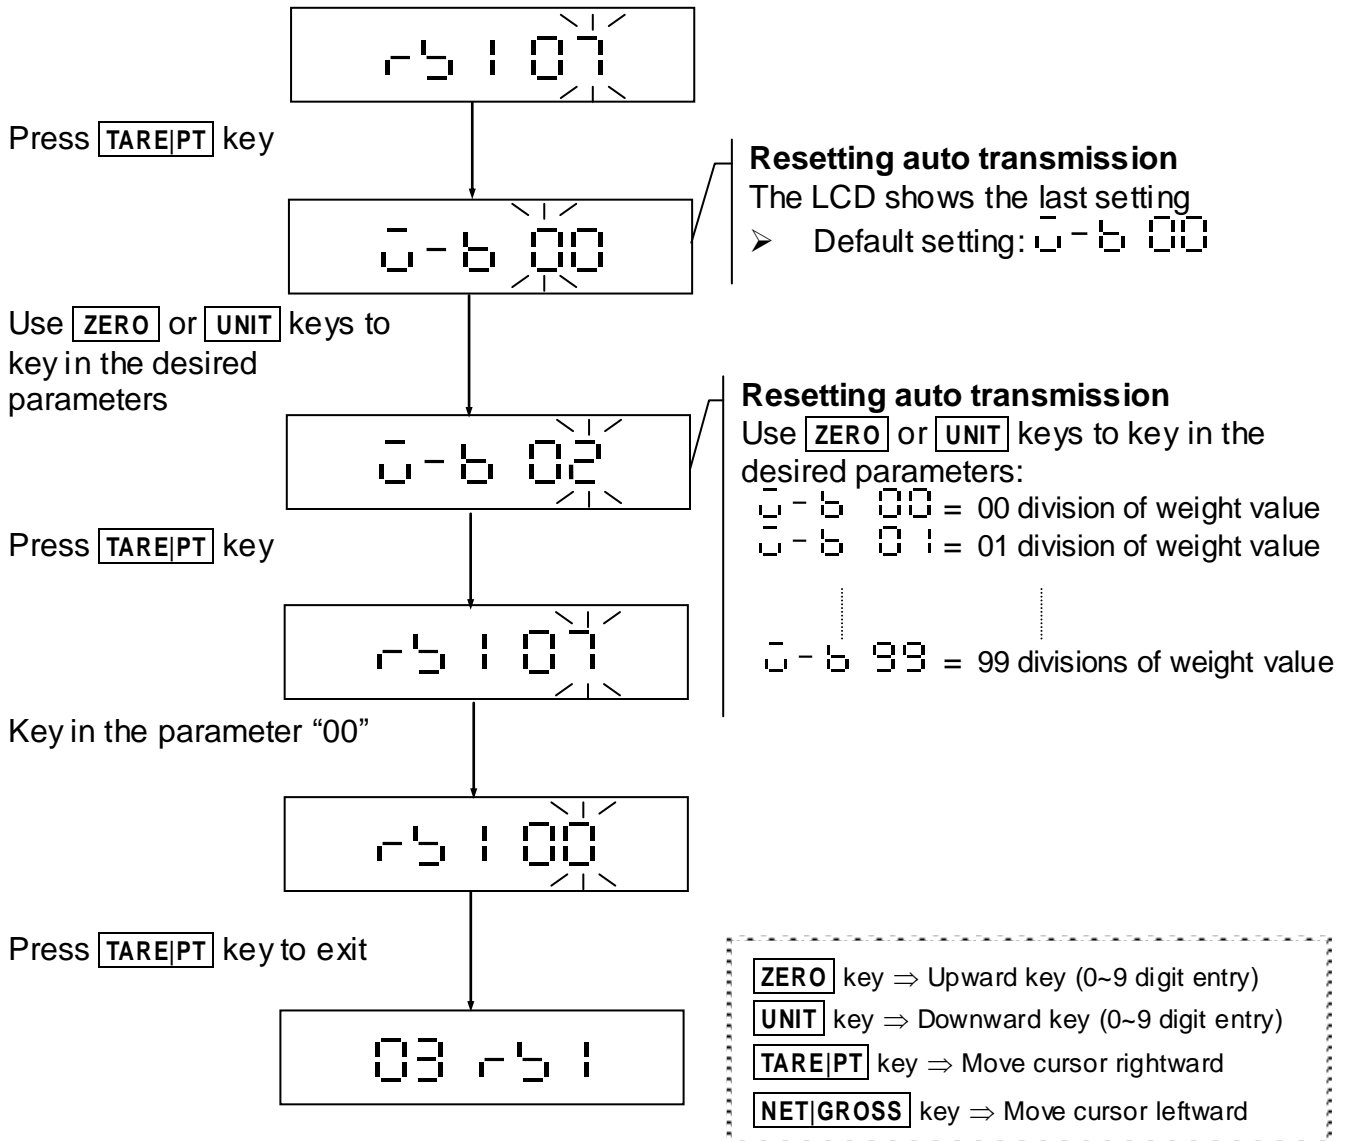 rS1 07
Press TARE|PT key
Resetting auto transmission
The LCD shows the last setting
➢ Default setting: ū-b 00
ū-b 00
Use ZERO or UNIT keys to
key in the desired
parameters
Resetting auto transmission
Use ZERO or UNIT keys to key in the
desired parameters:
ū-b 00 = 00 division of weight value
ū-b 01 = 01 division of weight value
ū-b 99 = 99 divisions of weight value
ū-b 02
Press TARE|PT key
rS1 07
Key in the parameter “00”
rS1 00
Press TARE|PT key to exit
03 rS1
ZERO key ⇒ Upward key (0~9 digit entry)
UNIT key ⇒ Downward key (0~9 digit entry)
TARE|PT key ⇒ Move cursor rightward
NET|GROSS key ⇒ Move cursor leftward